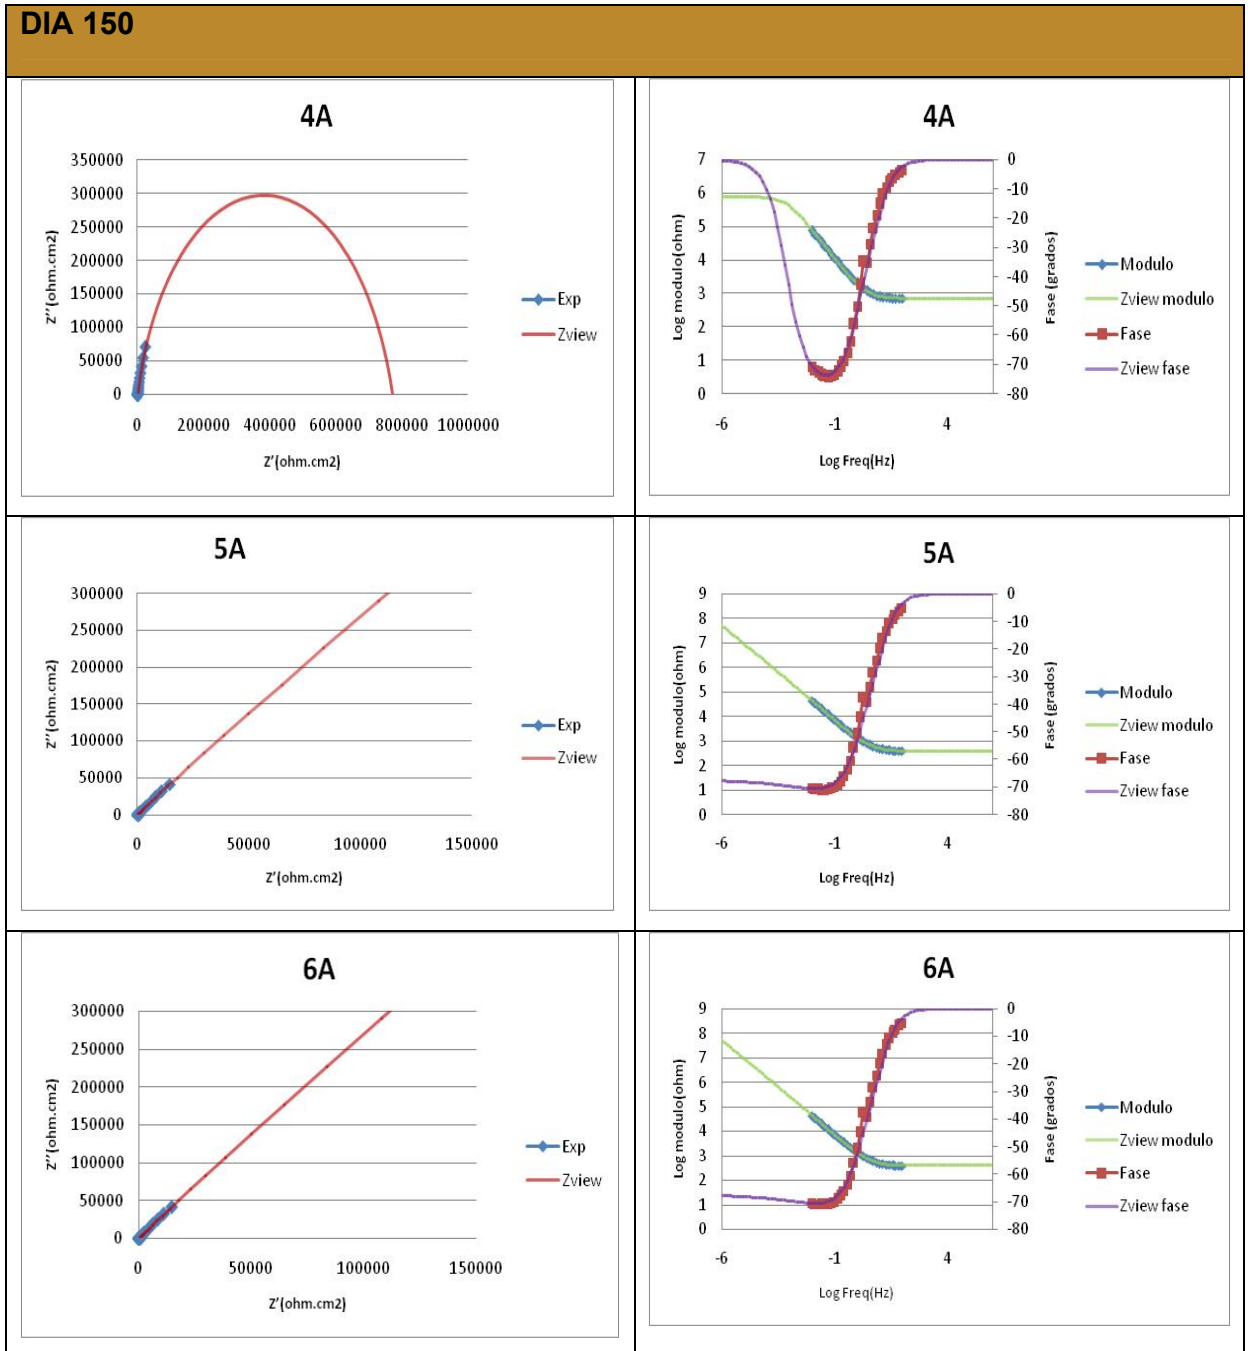 DIA 150
4A
350000
300000
250000
200000
150000
100000
50000
0
Z''(ohm.cm2)
0 200000 400000 600000 800000 1000000
Z'(ohm.cm2)
Exp
Zview
4A
7
6
5
4
3
2
1
0
Log modulo(ohm)
0
-10
-20
-30
-40
-50
-60
-70
-80
Fase (grados)
-6 -1 4
Log Freq(Hz)
Modulo
Zview modulo
Fase
Zview fase
5A
300000
250000
200000
150000
100000
50000
0
Z''(ohm.cm2)
0 50000 100000 150000
Z'(ohm.cm2)
Exp
Zview
5A
9
8
7
6
5
4
3
2
1
0
Log modulo(ohm)
0
-10
-20
-30
-40
-50
-60
-70
-80
Fase (grados)
-6 -1 4
Log Freq(Hz)
Modulo
Zview modulo
Fase
Zview fase
6A
300000
250000
200000
150000
100000
50000
0
Z''(ohm.cm2)
0 50000 100000 150000
Z'(ohm.cm2)
Exp
Zview
6A
9
8
7
6
5
4
3
2
1
0
Log modulo(ohm)
0
-10
-20
-30
-40
-50
-60
-70
-80
Fase (grados)
-6 -1 4
Log Freq(Hz)
Modulo
Zview modulo
Fase
Zview fase